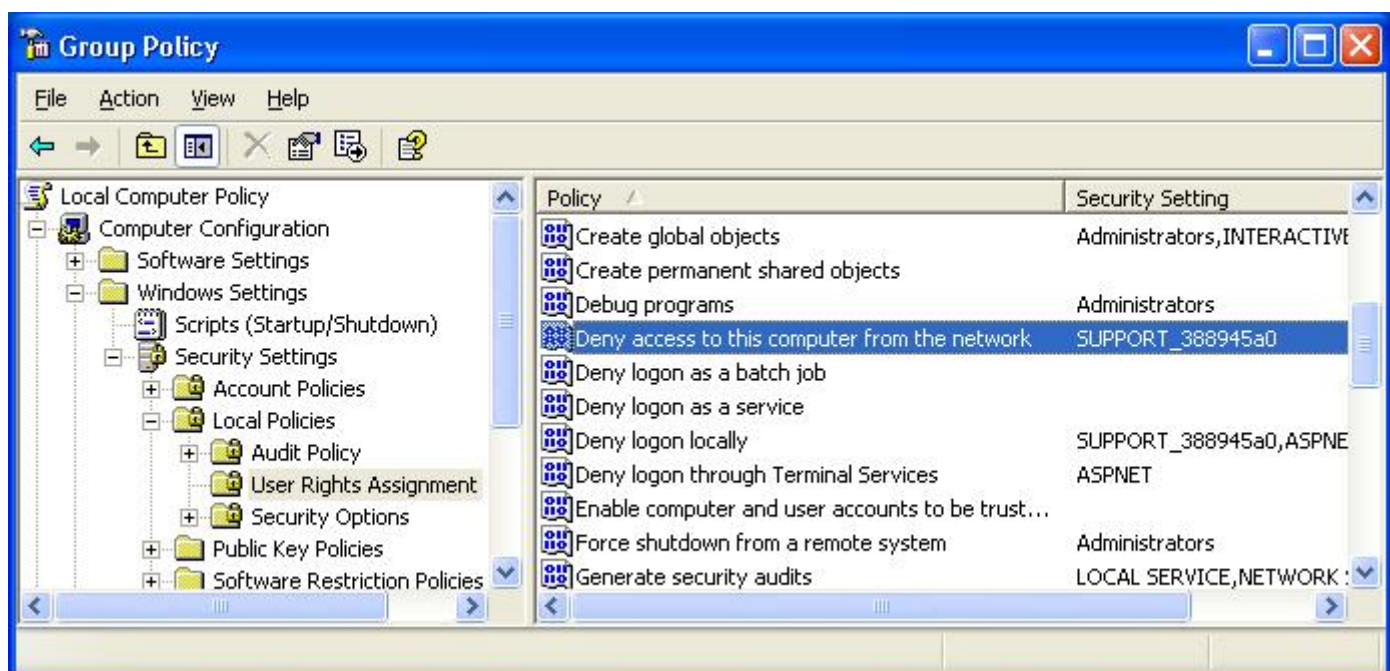 Group Policy
File Action View Help
Local Computer Policy
Computer Configuration
Software Settings
Windows Settings
Scripts (Startup/Shutdown)
Security Settings
Account Policies
Local Policies
Audit Policy
User Rights Assignment
Security Options
Public Key Policies
Software Restriction Policies
Policy Security Setting
Create global objects Administrators,INTERACTIVE
Create permanent shared objects
Debug programs Administrators
Deny access to this computer from the network SUPPORT_388945a0
Deny logon as a batch job
Deny logon as a service
Deny logon locally SUPPORT_388945a0,ASPNE
Deny logon through Terminal Services ASPNET
Enable computer and user accounts to be trust...
Force shutdown from a remote system Administrators
Generate security audits LOCAL SERVICE,NETWORK